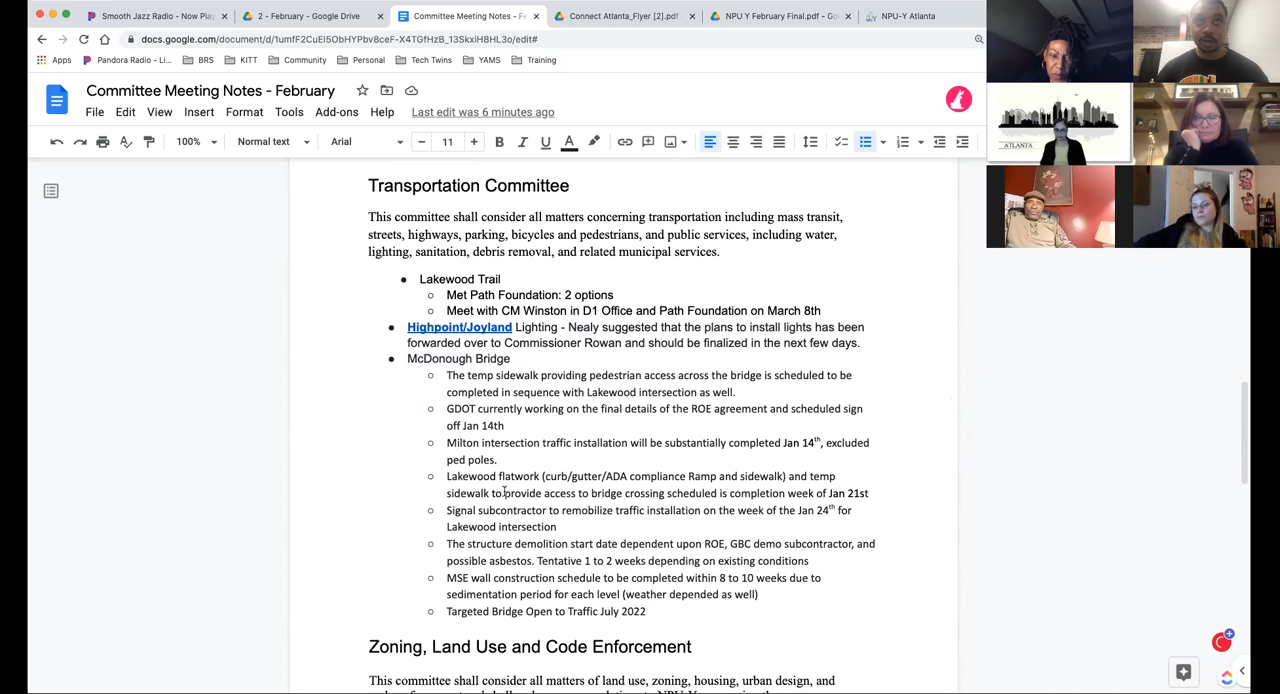 Smooth Jazz Radio - Now Play
2 - February - Google Drive
Committee Meeting Notes - Fe
Connect Atlanta_Flyer [2].pdf
NPU Y February Final.pdf - Go
NPU-Y Atlanta
docs.google.com/document/d/1umfF2CuEl5ObHYPbv8ceF-X4TGfHzB_13SkxiH8HL3o/edit#
Apps
Pandora Radio - Li...
BRS
KITT
Community
Personal
Tech Twins
YAMS
Training
Committee Meeting Notes - February
File Edit View Insert Format Tools Add-ons Help Last edit was 6 minutes ago
100% Normal text Arial 11
ATLANTA
Transportation Committee
This committee shall consider all matters concerning transportation including mass transit,
streets, highways, parking, bicycles and pedestrians, and public services, including water,
lighting, sanitation, debris removal, and related municipal services.
● Lakewood Trail
○ Met Path Foundation: 2 options
○ Meet with CM Winston in D1 Office and Path Foundation on March 8th
● Highpoint/Joyland Lighting - Nealy suggested that the plans to install lights has been
forwarded over to Commissioner Rowan and should be finalized in the next few days.
● McDonough Bridge
○ The temp sidewalk providing pedestrian access across the bridge is scheduled to be
completed in sequence with Lakewood intersection as well.
○ GDOT currently working on the final details of the ROE agreement and scheduled sign
off Jan 14th
○ Milton intersection traffic installation will be substantially completed Jan 14th, excluded
ped poles.
○ Lakewood flatwork (curb/gutter/ADA compliance Ramp and sidewalk) and temp
sidewalk to provide access to bridge crossing scheduled is completion week of Jan 21st
○ Signal subcontractor to remobilize traffic installation on the week of the Jan 24th for
Lakewood intersection
○ The structure demolition start date dependent upon ROE, GBC demo subcontractor, and
possible asbestos. Tentative 1 to 2 weeks depending on existing conditions
○ MSE wall construction schedule to be completed within 8 to 10 weeks due to
sedimentation period for each level (weather depended as well)
○ Targeted Bridge Open to Traffic July 2022
Zoning, Land Use and Code Enforcement
This committee shall consider all matters of land use, zoning, housing, urban design, and